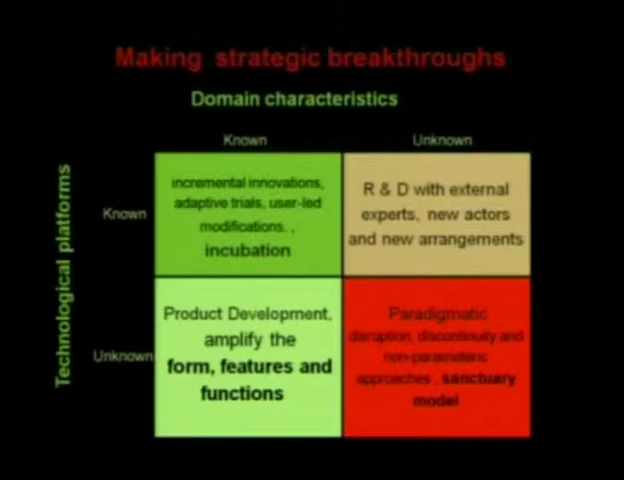 Making strategic breakthroughs
Domain characteristics
Known
Unknown
Technological platforms
Known
incremental innovations,
adaptive trials, user-led
modifications. ,
incubation
R & D with external
experts, new actors
and new arrangements
Unknown
Product Development,
amplify the
form, features and
functions
Paradigmatic
disruption, discontinuity and
non-parametric
approaches , sanctuary
model